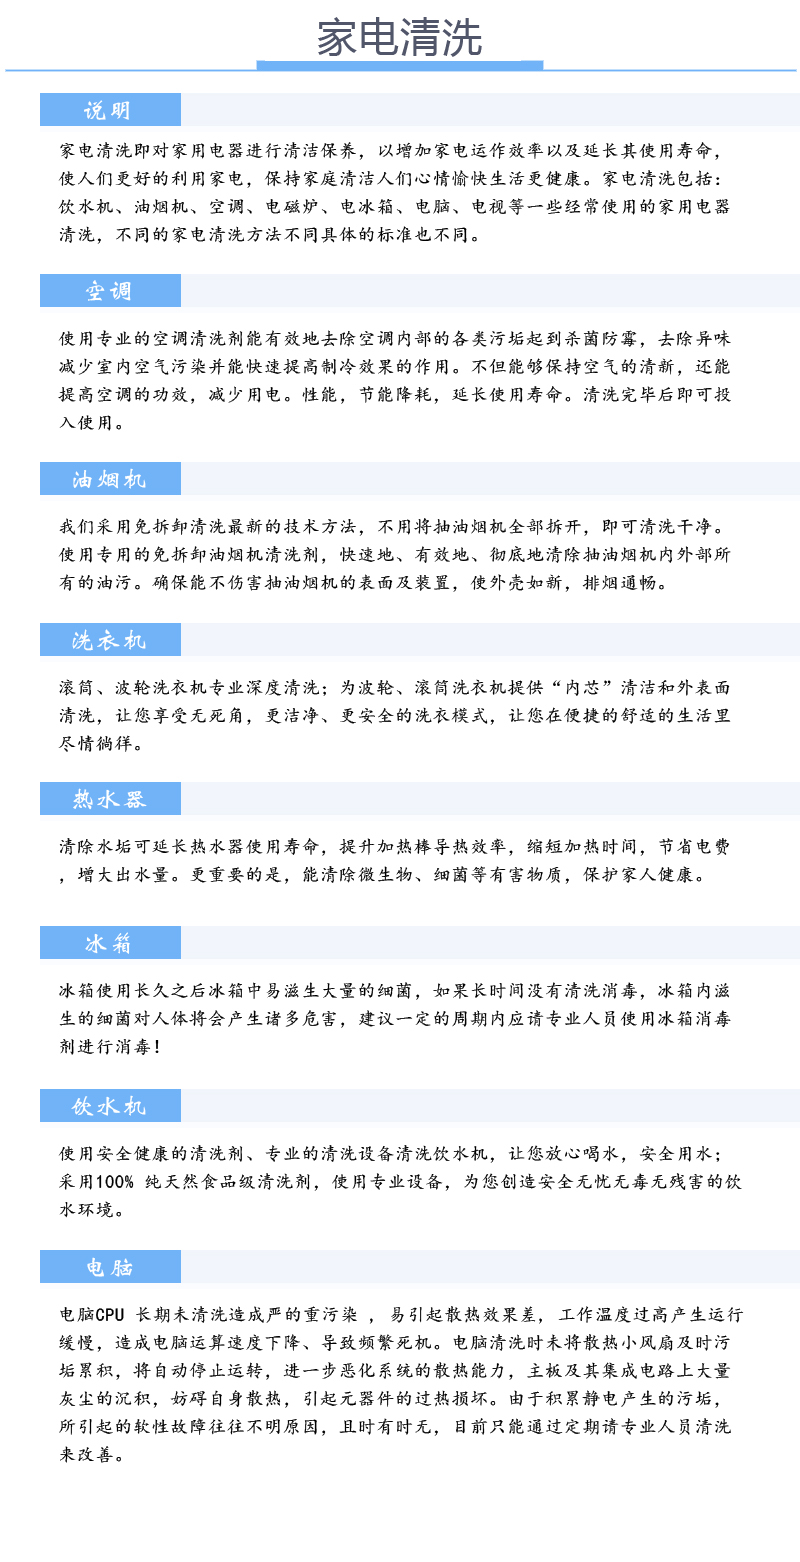 家电清洗
说明
家电清洗即对家用电器进行清洁保养，以增加家电运作效率以及延长其使用寿命，
使人们更好的利用家电，保持家庭清洁人们心情愉快生活更健康。家电清洗包括：
饮水机、油烟机、空调、电磁炉、电冰箱、电脑、电视等一些经常使用的家用电器
清洗，不同的家电清洗方法不同具体的标准也不同。
空调
使用专业的空调清洗剂能有效地去除空调内部的各类污垢起到杀菌防霉，去除异味
减少室内空气污染并能快速提高制冷效果的作用。不但能够保持空气的清新，还能
提高空调的功效，减少用电。性能，节能降耗，延长使用寿命。清洗完毕后即可投
入使用。
油烟机
我们采用免拆卸清洗最新的技术方法，不用将抽油烟机全部拆开，即可清洗干净。
使用专用的免拆卸油烟机清洗剂，快速地、有效地、彻底地清除抽油烟机内外部所
有的油污。确保能不伤害抽油烟机的表面及装置，使外壳如新，排烟通畅。
洗衣机
滚筒、波轮洗衣机专业深度清洗；为波轮、滚筒洗衣机提供“内芯”清洁和外表面
清洗，让您享受无死角，更洁净、更安全的洗衣模式，让您在便捷的舒适的生活里
尽情徜徉。
热水器
清除水垢可延长热水器使用寿命，提升加热棒导热效率，缩短加热时间，节省电费
，增大出水量。更重要的是，能清除微生物、细菌等有害物质，保护家人健康。
冰箱
冰箱使用长久之后冰箱中易滋生大量的细菌，如果长时间没有清洗消毒，冰箱内滋
生的细菌对人体将会产生诸多危害，建议一定的周期内应请专业人员使用冰箱消毒
剂进行消毒！
饮水机
使用安全健康的清洗剂、专业的清洗设备清洗饮水机，让您放心喝水，安全用水；
采用100% 纯天然食品级清洗剂，使用专业设备，为您创造安全无忧无毒无残害的饮
水环境。
电脑
电脑CPU 长期未清洗造成严的重污染 ，易引起散热效果差，工作温度过高产生运行
缓慢，造成电脑运算速度下降、导致频繁死机。电脑清洗时未将散热小风扇及时污
垢累积，将自动停止运转，进一步恶化系统的散热能力，主板及其集成电路上大量
灰尘的沉积，妨碍自身散热，引起元器件的过热损坏。由于积累静电产生的污垢，
所引起的软性故障往往不明原因，且时有时无，目前只能通过定期请专业人员清洗
来改善。